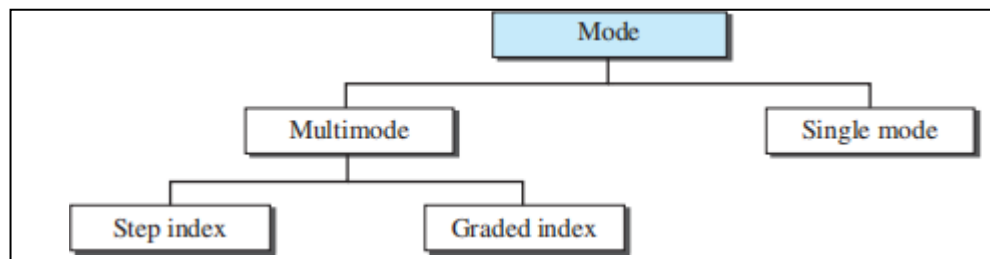 Mode
Multimode
Single mode
Step index
Graded index